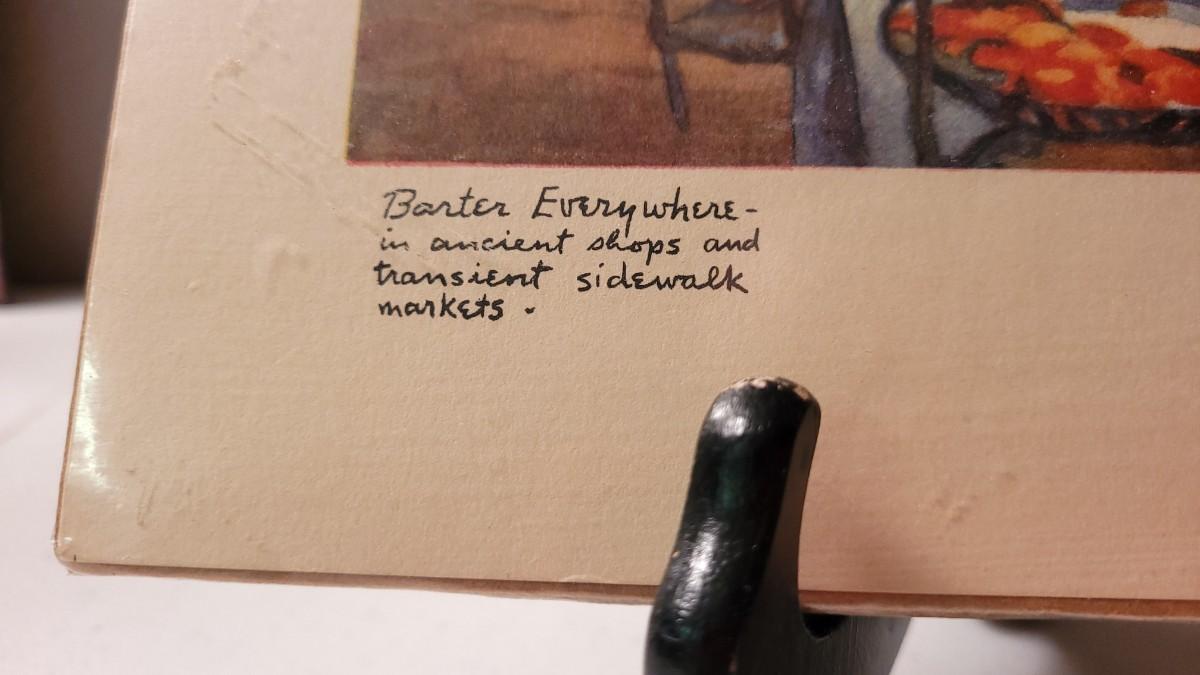 Barter Everywhere -
in ancient shops and
transient sidewalk
markets .